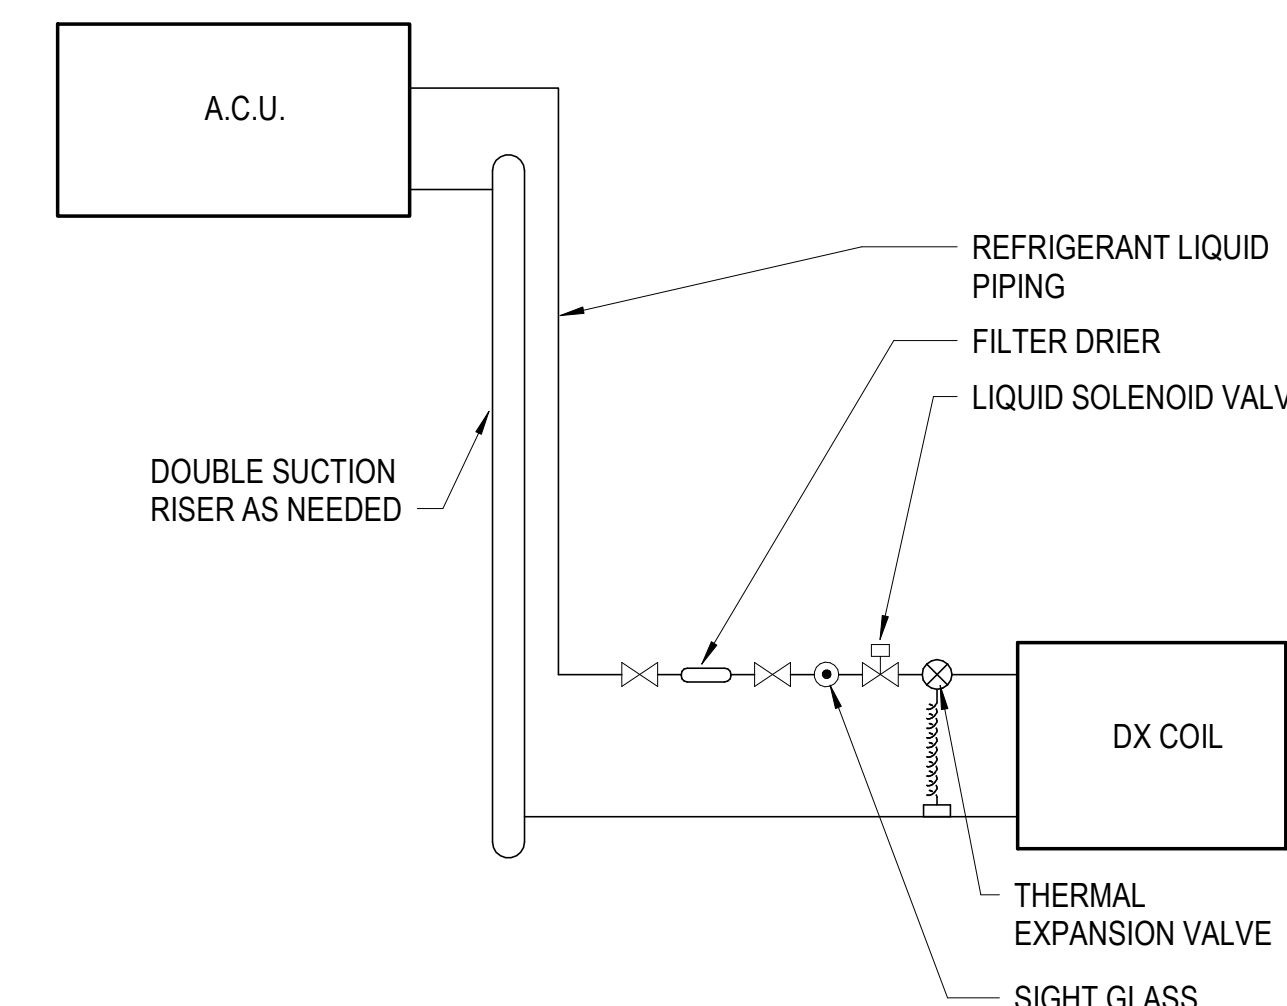 A.C.U.
REFRIGERANT LIQUID
PIPING
FILTER DRIER
LIQUID SOLENOID
DOUBLE SUCTION
RISER AS NEEDED
DX COIL
THERMAL
EXPANSION VALVE
SIGHT GLASS